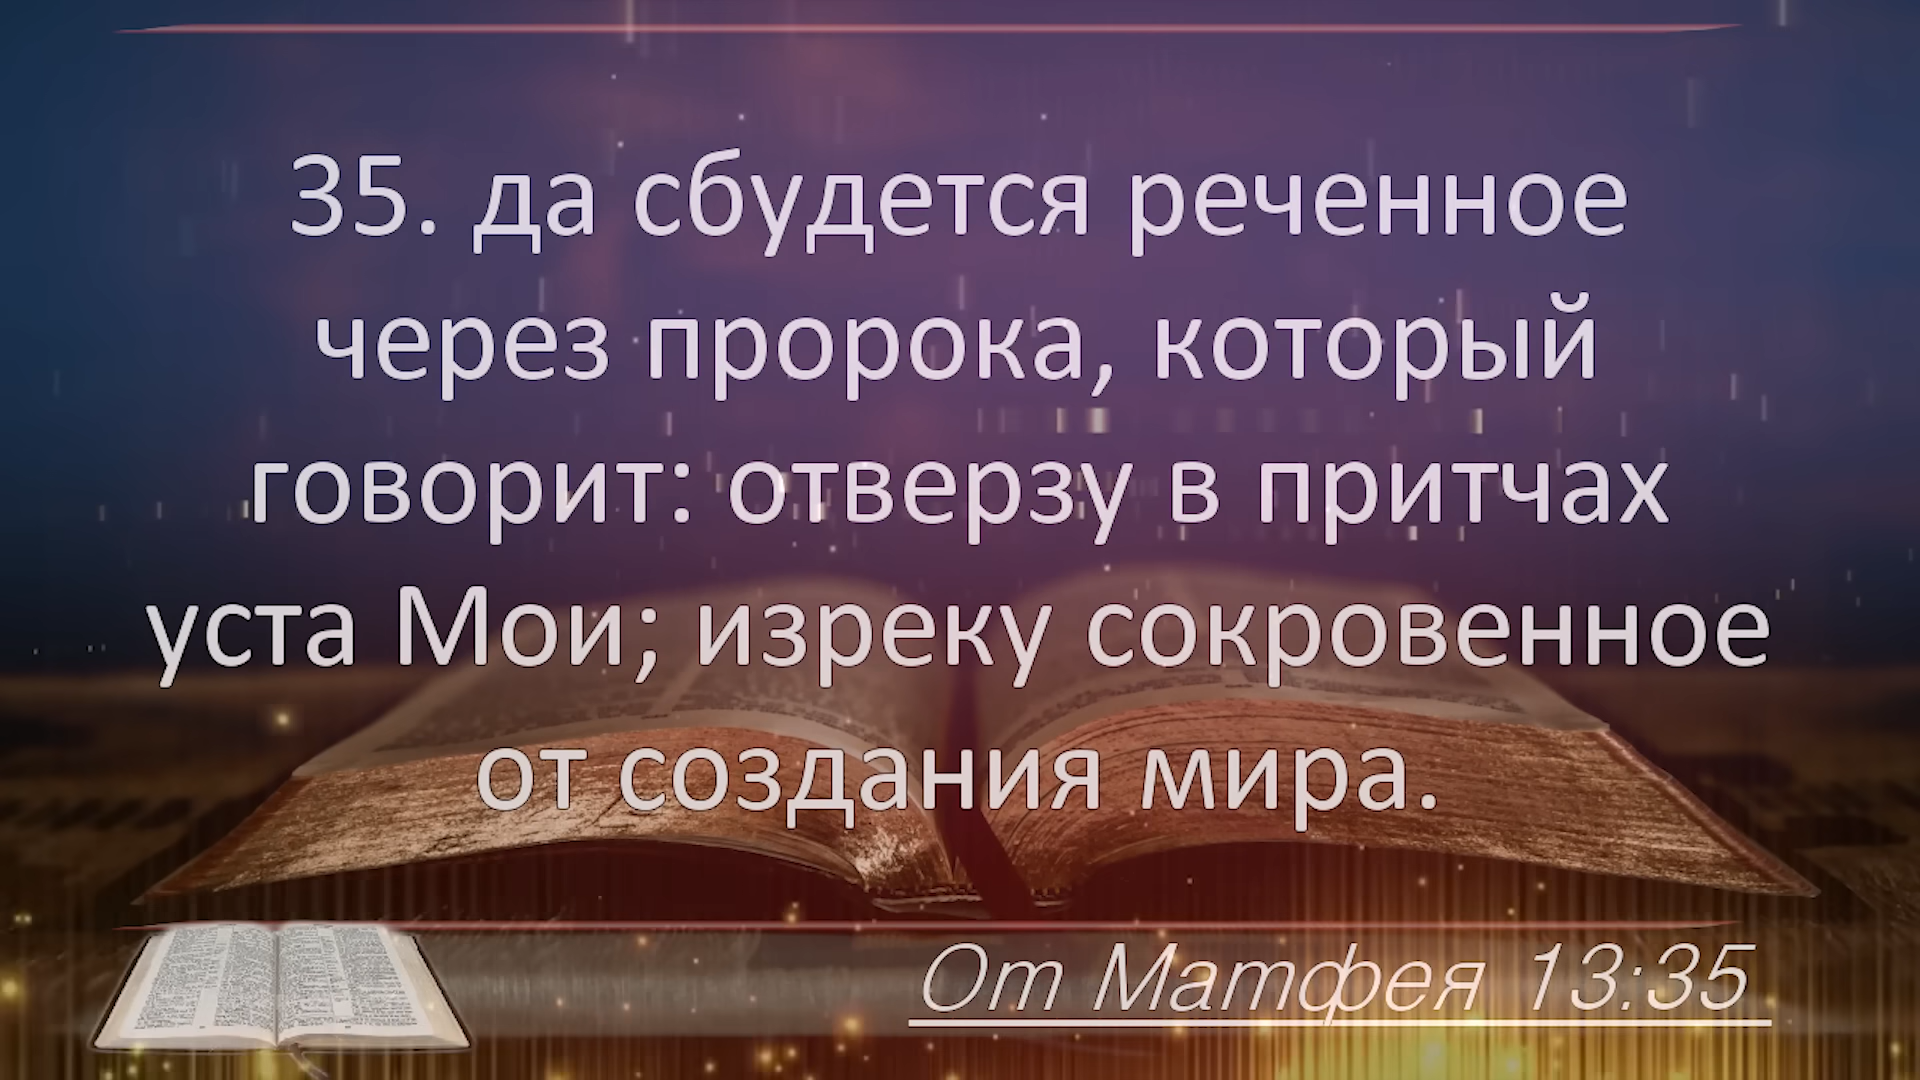 35. да сбудется реченное
через пророка, который
говорит: отверзу в притчах
уста Мои; изреку сокровенное
от создания мира.
От Матфея 13:35